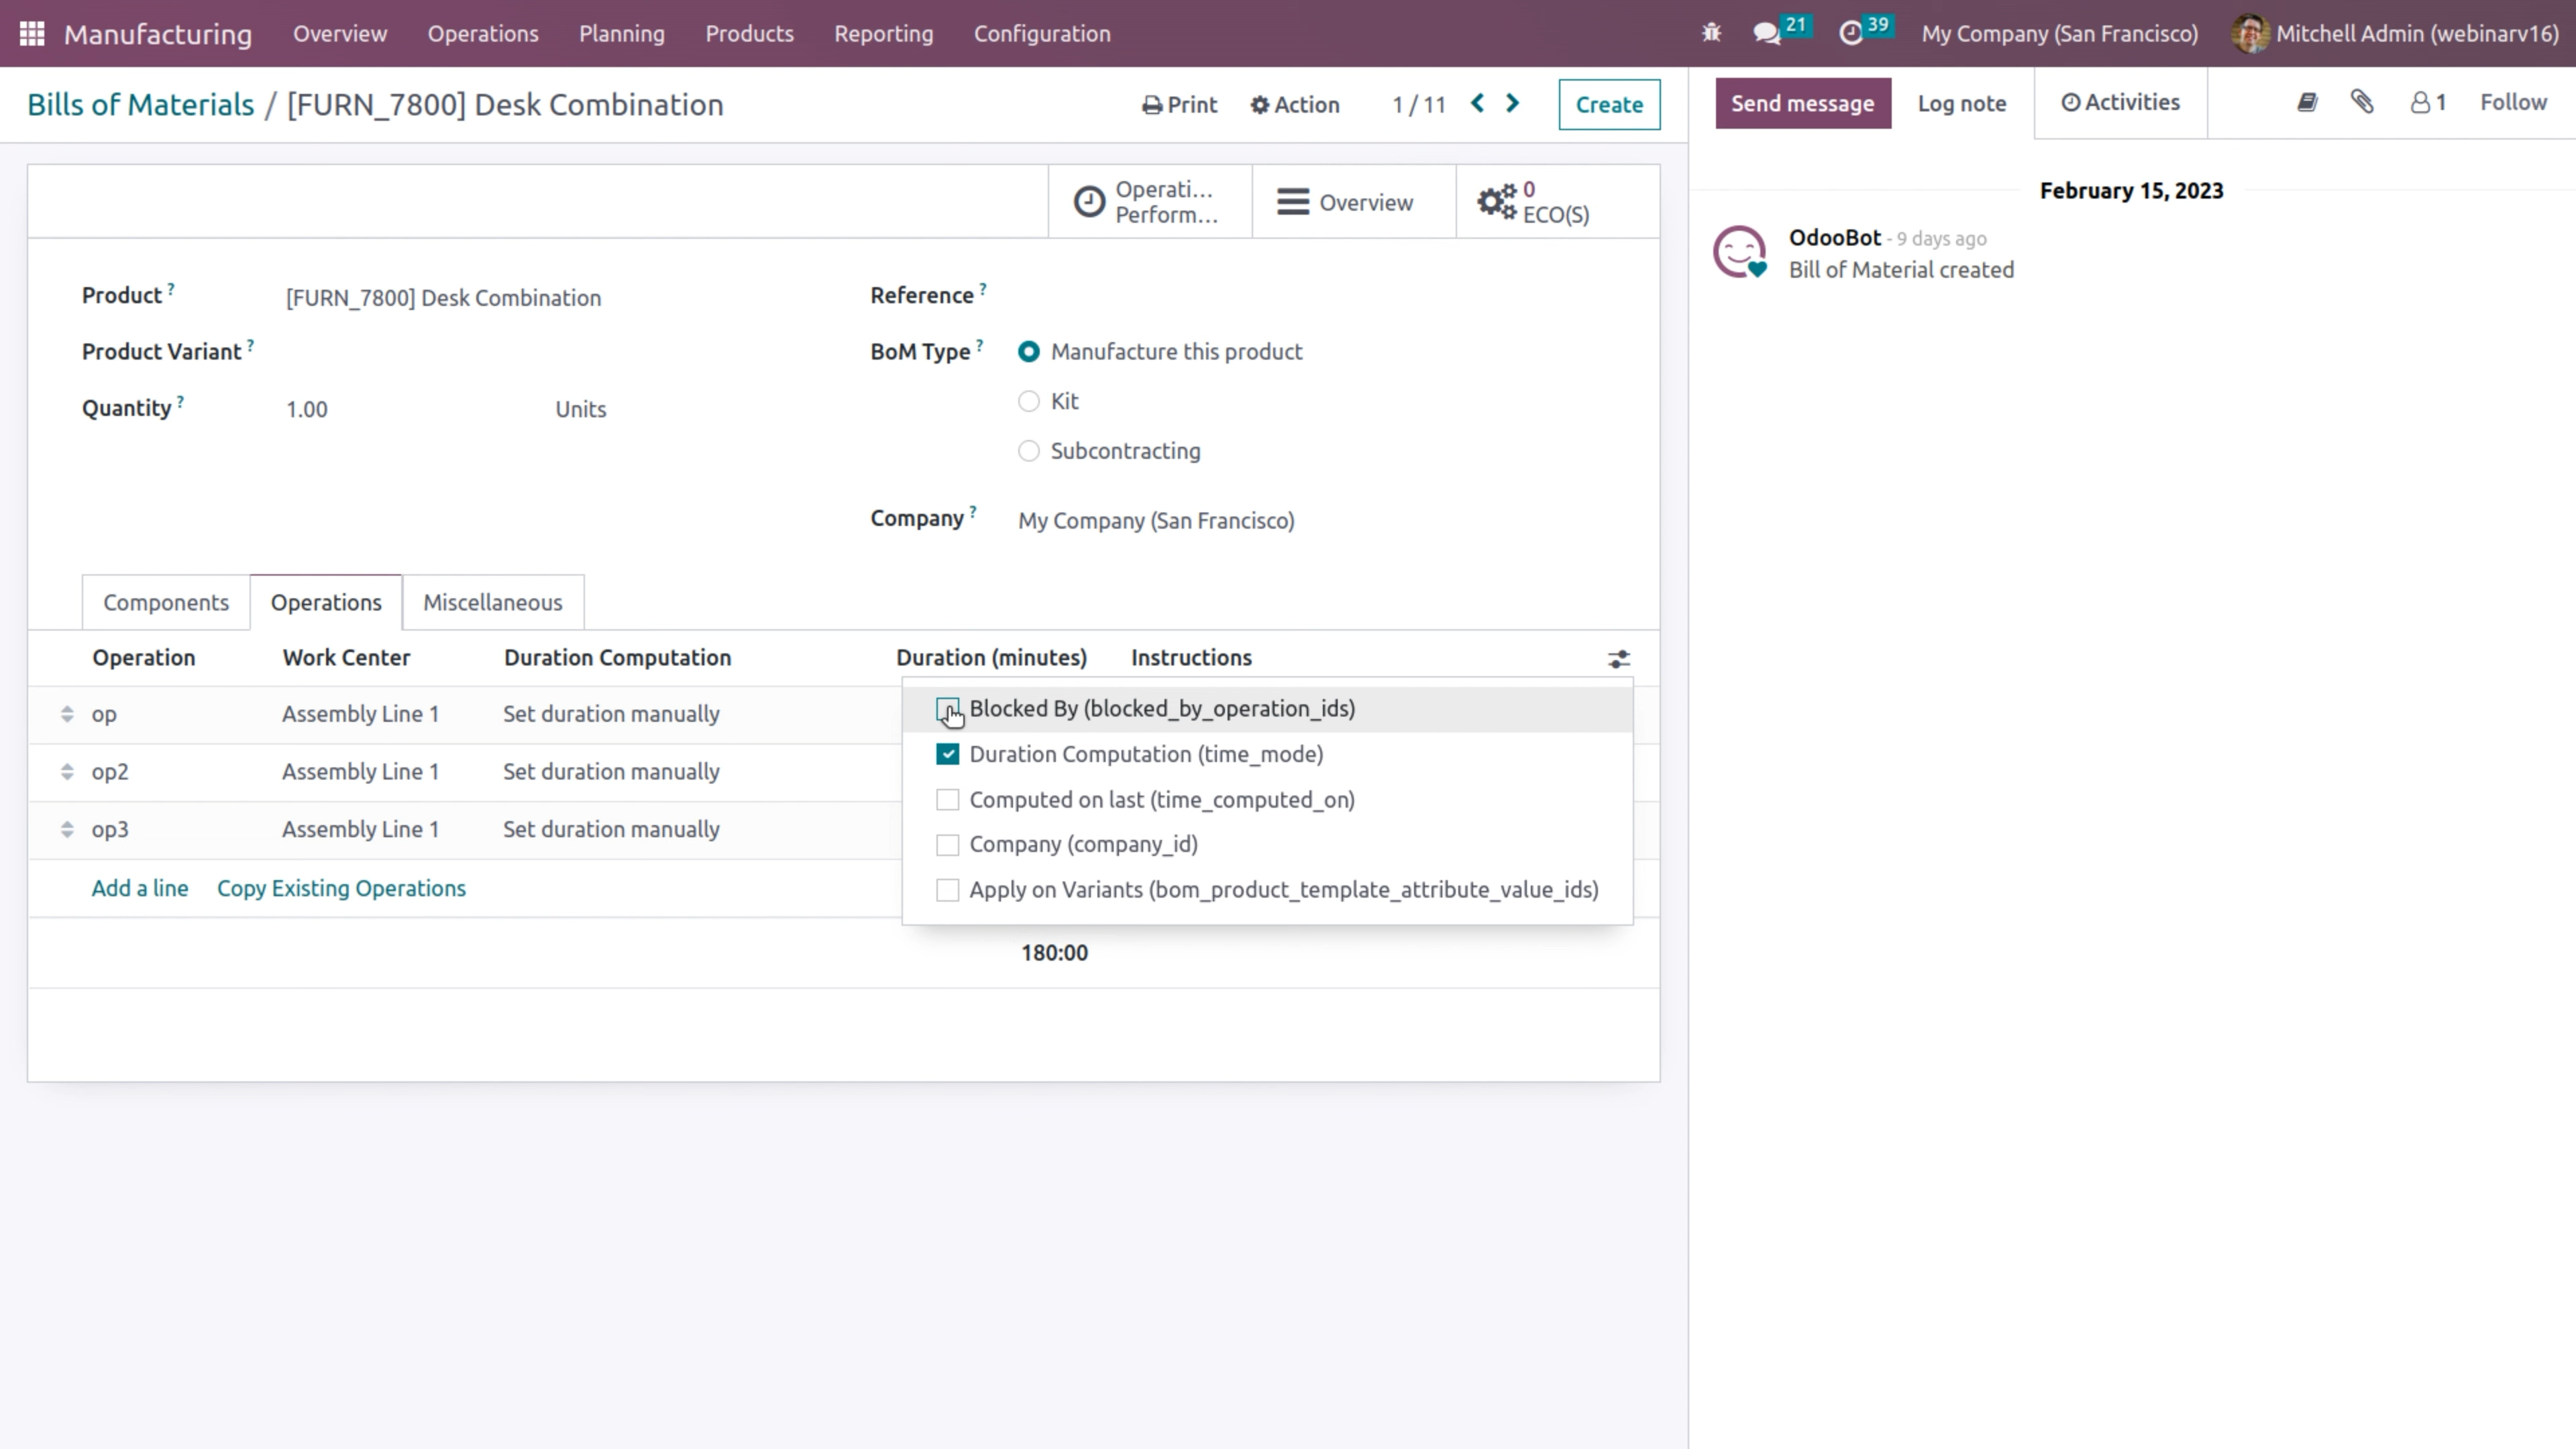 Manufacturing Overview Operations Planning Products Reporting Configuration 21 39 My Company (San Francisco) Mitchell Admin (webinarv16)
Bills of Materials / [FURN_7800] Desk Combination Print Action 1 / 11 Create
Send message Log note Activities 1 Follow
Operati... Perform...
Overview
0 ECO(S)
February 15, 2023
OdooBot - 9 days ago
Bill of Material created
Product ? [FURN_7800] Desk Combination
Product Variant ?
Quantity ? 1.00 Units
Reference ?
BoM Type ? Manufacture this product
Kit
Subcontracting
Company ? My Company (San Francisco)
Components Operations Miscellaneous
Operation Work Center Duration Computation Duration (minutes) Instructions
op Assembly Line 1 Set duration manually
op2 Assembly Line 1 Set duration manually
op3 Assembly Line 1 Set duration manually
Add a line Copy Existing Operations
Blocked By (blocked_by_operation_ids)
Duration Computation (time_mode)
Computed on last (time_computed_on)
Company (company_id)
Apply on Variants (bom_product_template_attribute_value_ids)
180:00